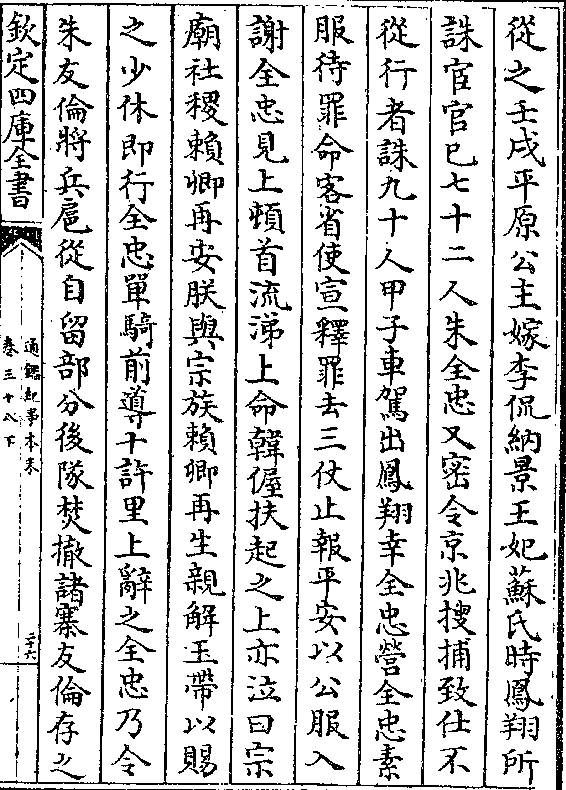 從之壬戌平原公主嫁李侃納景王妃蘇氏時鳳翔所
誅宦官已七十二人朱全忠又密令京兆搜捕致仕不
從行者誅九十人甲子車駕出鳳翔幸全忠營全忠素
服待罪命客省使宣釋罪去三仗止報平安以公服入
謝全忠見上頓首流涕上命韓偓扶起之上亦泣曰宗
廟社稷賴卿再安朕與宗族賴卿再生親解玉帶以賜
之少休即行全忠單騎前導十許里上辭之全忠乃令
朱友倫將兵扈從自留部分後隊焚撤諸寨友倫存之
欽定四庫全書
通鑑紀事本末
卷三十八下
二六